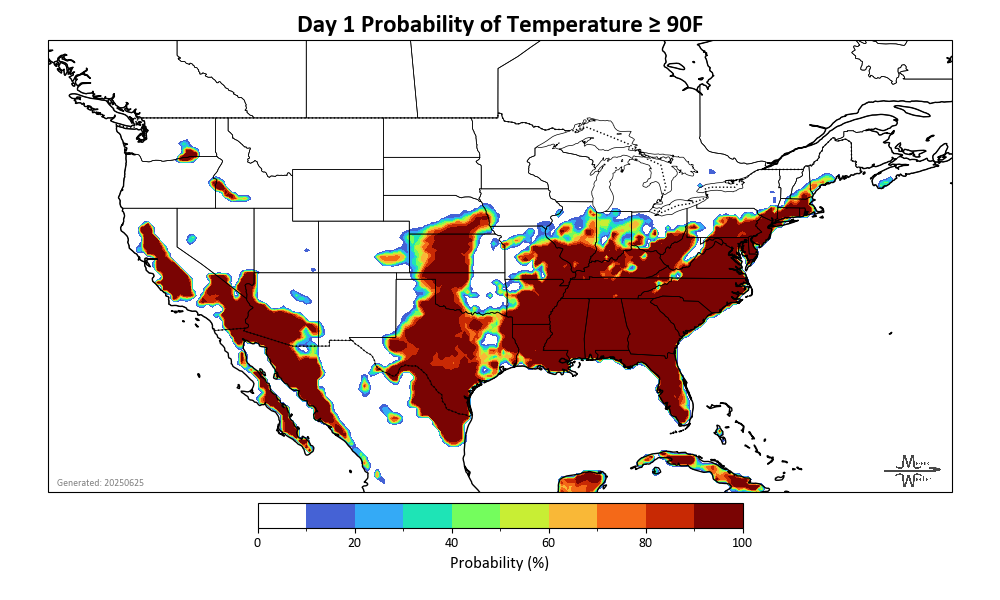 Day 1 Probability of Temperature ≥ 90F
Generated: 20250625
0 20 40 60 80 100
Probability (%)